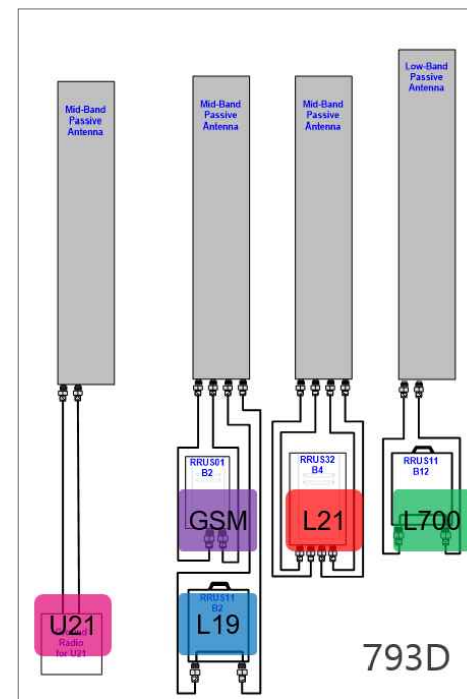 Mid-Band
Passive
Antenna
Mid-Band
Passive
Antenna
Mid-Band
Passive
Antenna
Low-Band
Passive
Antenna
RRUS01
B2
GSM
RRUS32
B4
L21
RRUS11
B12
L700
U21
Radio
for U21
RRUS11
B2
L19
793D